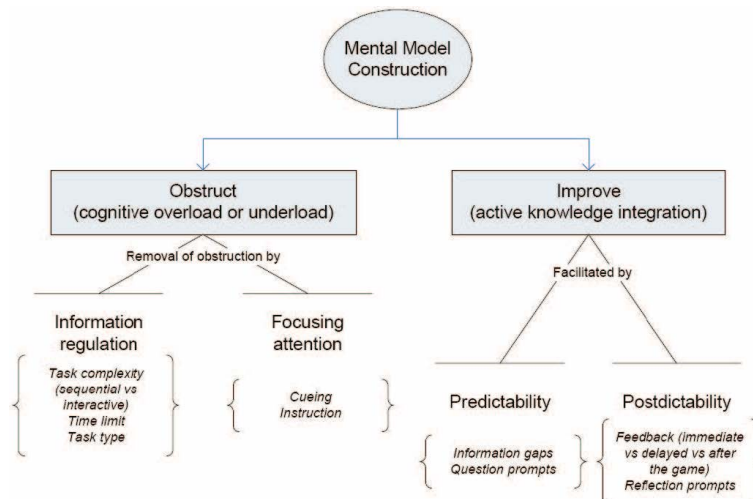 Mental Model
Construction
Obstruct
(cognitive overload or underload)
Improve
(active knowledge integration)
Removal of obstruction by
Facilitated by
Information
regulation
Focusing
attention
Task complexity
(sequential vs
interactive)
Time limit
Task type
Cueing
Instruction
Predictability
Postdictability
Information gaps
Question prompts
Feedback (immediate
vs delayed vs after
the game)
Reflection prompts